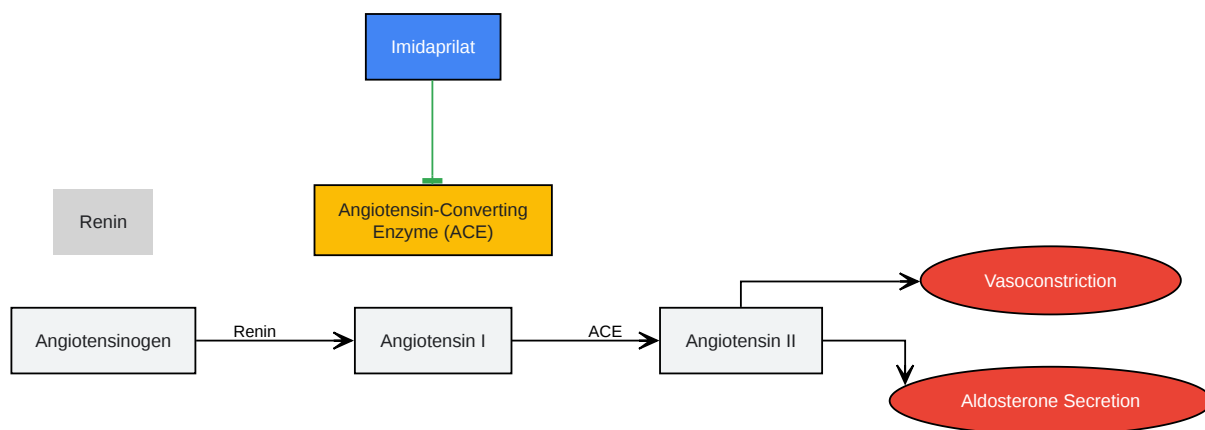 Imidaprilat
Renin
Angiotensin-Converting
Enzyme (ACE)
Vasoconstriction
Angiotensinogen
Renin
Angiotensin I
ACE
Angiotensin II
Aldosterone Secretion